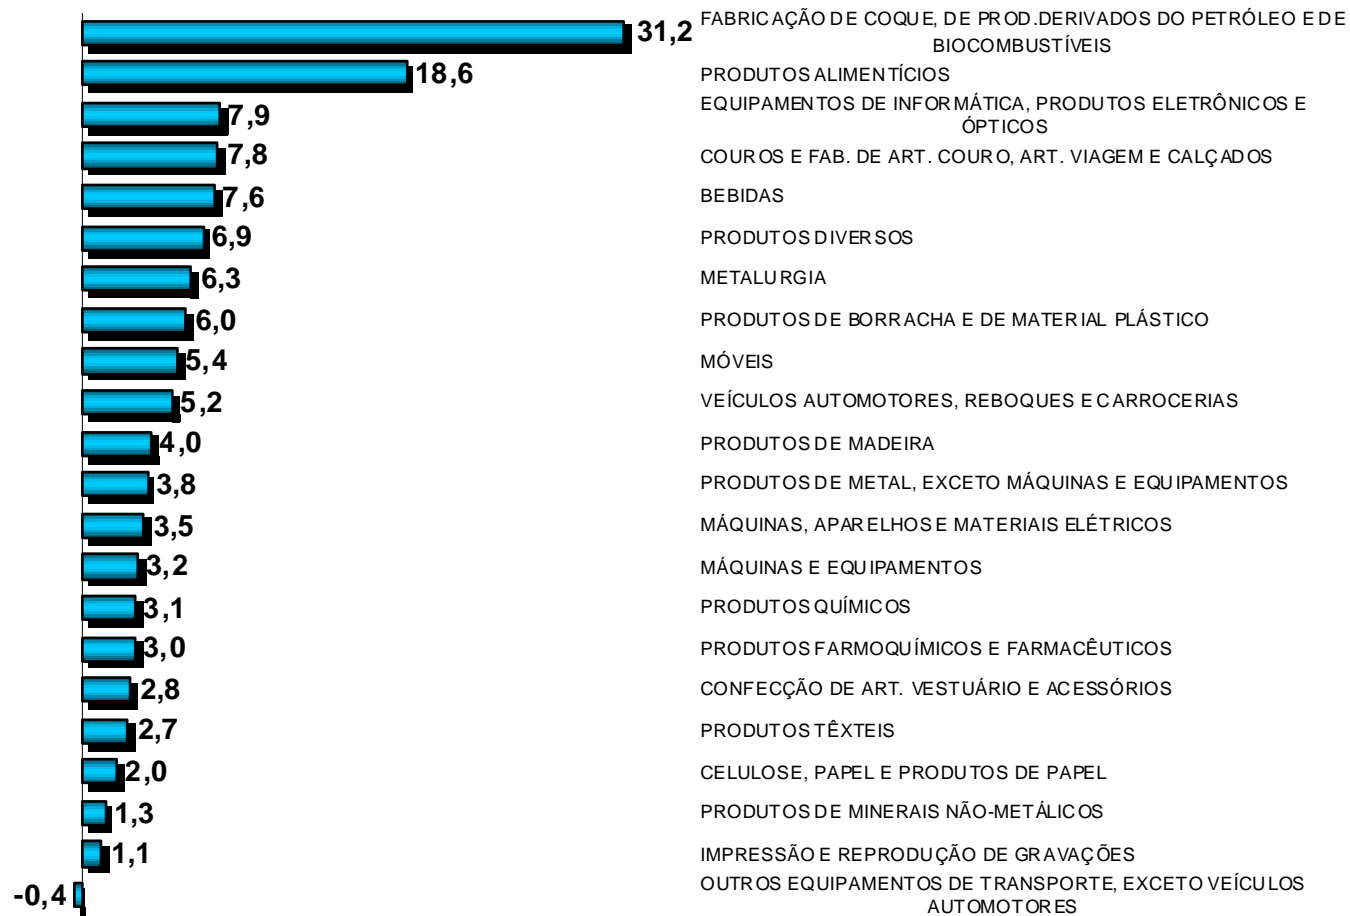 31,2 FABRICAÇÃO DE COQUE, DE PROD.DERIVADOS DO PETRÓLEO E DE
BIOCOMBUSTÍVEIS
18,6 PRODUTOS ALIMENTÍCIOS
7,9 EQUIPAMENTOS DE INFORMÁTICA, PRODUTOS ELETRÔNICOS E
ÓPTICOS
7,8 COUROS E FAB. DE ART. COURO, ART. VIAGEM E CALÇADOS
7,6 BEBIDAS
6,9 PRODUTOS DIVERSOS
6,3 METALURGIA
6,0 PRODUTOS DE BORRACHA E DE MATERIAL PLÁSTICO
5,4 MÓVEIS
5,2 VEÍCULOS AUTOMOTORES, REBOQUES E CARROCERIAS
4,0 PRODUTOS DE MADEIRA
3,8 PRODUTOS DE METAL, EXCETO MÁQUINAS E EQUIPAMENTOS
3,5 MÁQUINAS, APARELHOS E MATERIAIS ELÉTRICOS
3,2 MÁQUINAS E EQUIPAMENTOS
3,1 PRODUTOS QUÍMICOS
3,0 PRODUTOS FARMOQUÍMICOS E FARMACÊUTICOS
2,8 CONFECÇÃO DE ART. VESTUÁRIO E ACESSÓRIOS
2,7 PRODUTOS TÊXTEIS
2,0 CELULOSE, PAPEL E PRODUTOS DE PAPEL
1,3 PRODUTOS DE MINERAIS NÃO-METÁLICOS
1,1 IMPRESSÃO E REPRODUÇÃO DE GRAVAÇÕES
-0,4 OUTROS EQUIPAMENTOS DE TRANSPORTE, EXCETO VEÍCULOS
AUTOMOTORES